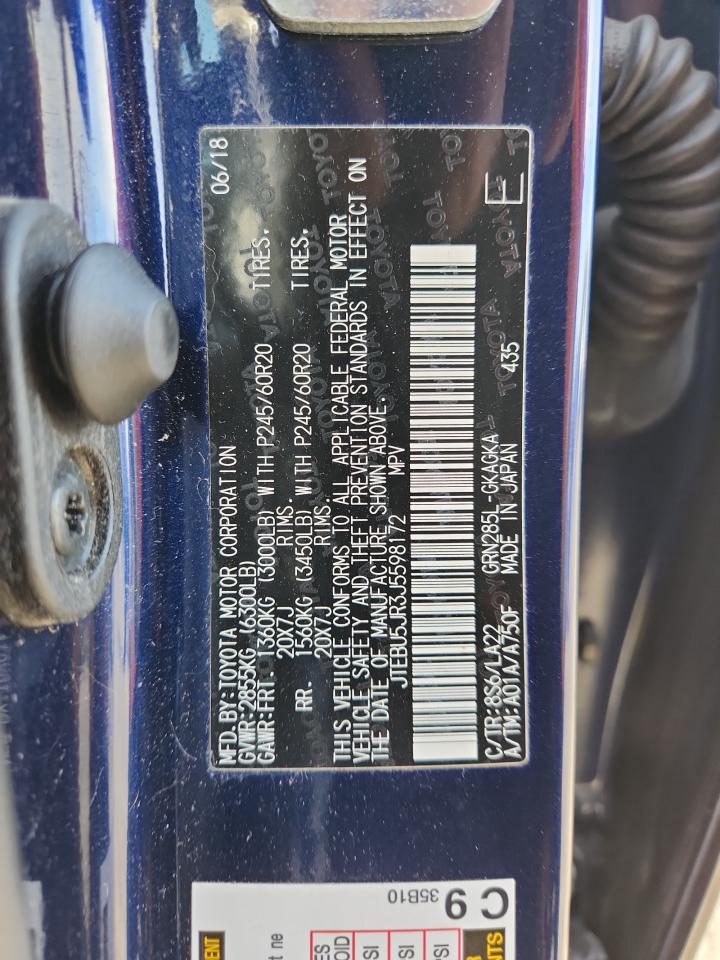 MFD.BY:TOYOTA MOTOR CORPORATION 06/18
GVWR:2855KG (6300LB)
GAWR:FRT. 1360KG (3000LB) WITH P245/60R20 TIRES,
20X7J RIMS.
RR. 1560KG (3450LB) WITH P245/60R20 TIRES,
20X7J RIMS.
THIS VEHICLE CONFORMS TO ALL APPLICABLE FEDERAL MOTOR
VEHICLE SAFETY AND THEFT PREVENTION STANDARDS IN EFFECT ON
THE DATE OF MANUFACTURE SHOWN ABOVE.
JTEBU5JR3J5598172 MPV
C/TR:8S6/LA22 GRN285L-GKAGKA 435
A/TM:A01A/A750F MADE IN JAPAN
E
C 9
35B10